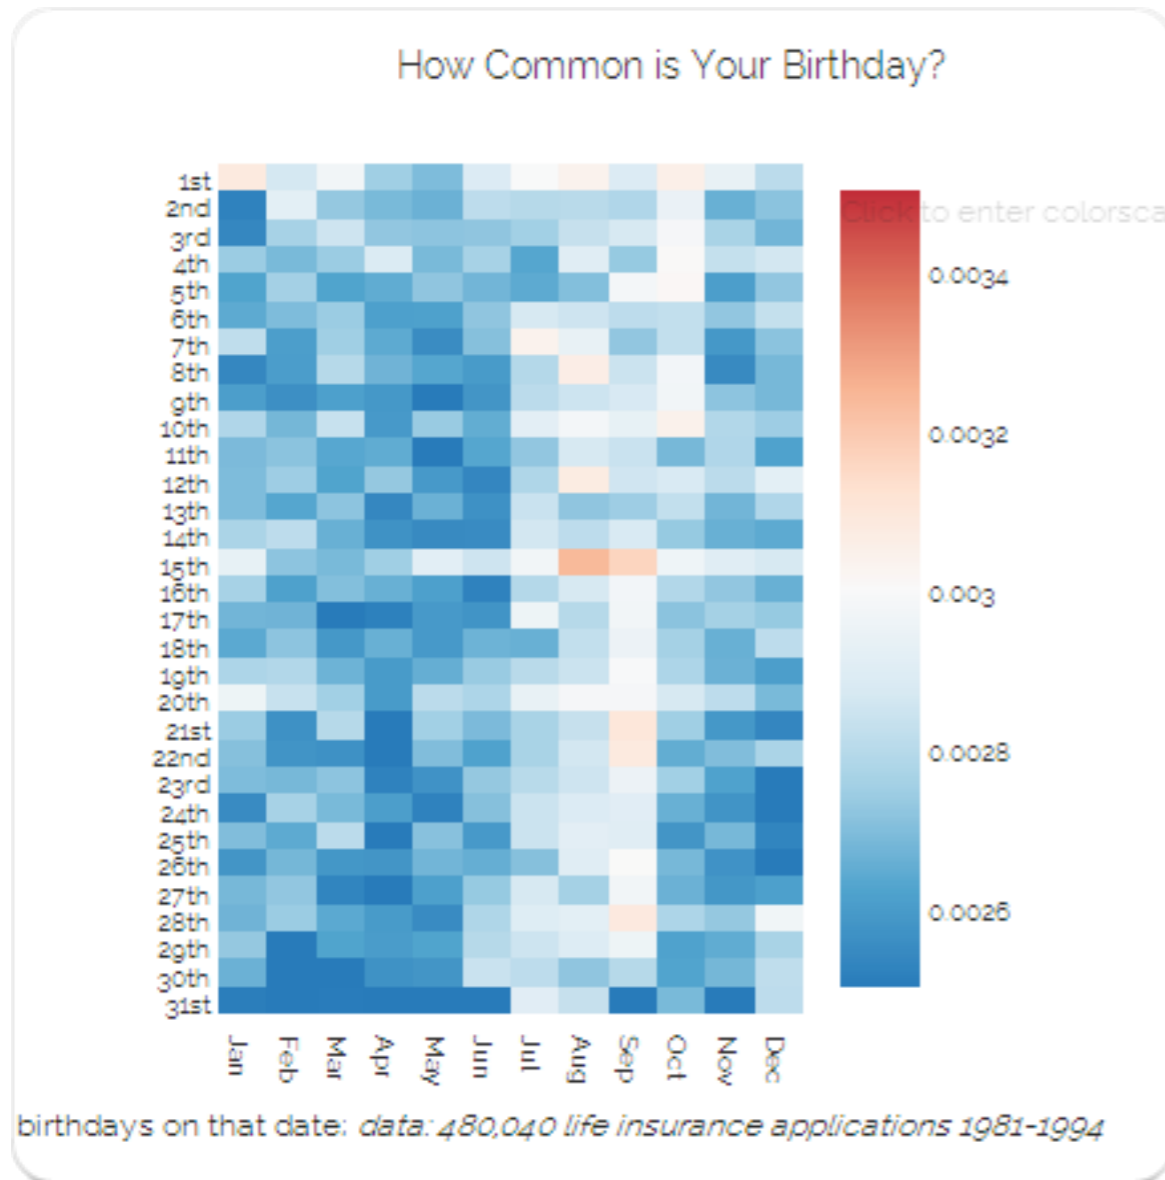 How Common is Your Birthday?
1st
2nd
3rd
4th
5th
6th
7th
8th
9th
10th
11th
12th
13th
14th
15th
16th
17th
18th
19th
20th
21st
22nd
23rd
24th
25th
26th
27th
28th
29th
30th
31st
Jan Feb Mar Apr May Jun Jul Aug Sep Oct Nov Dec
Click to enter colorsca
0.0034
0.0032
0.003
0.0028
0.0026
birthdays on that date: data: 480,040 life insurance applications 1981-1994